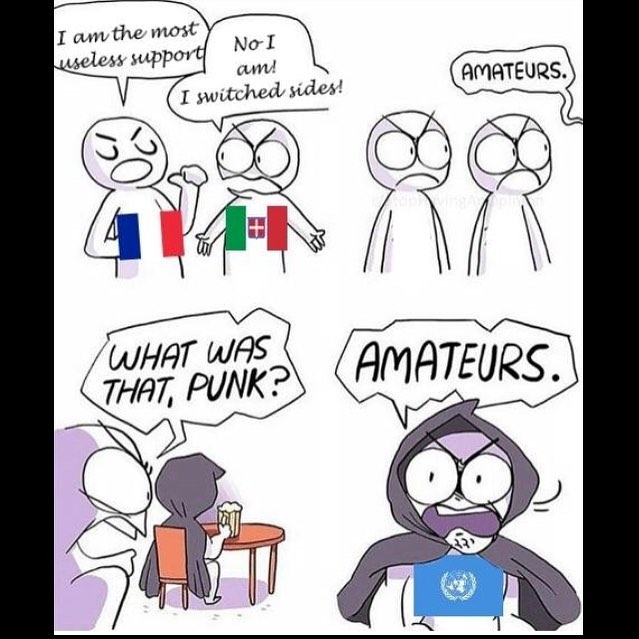 I am the most
useless support
No I
am!
I switched sides!
AMATEURS.
WHAT WAS
THAT, PUNK?
AMATEURS.